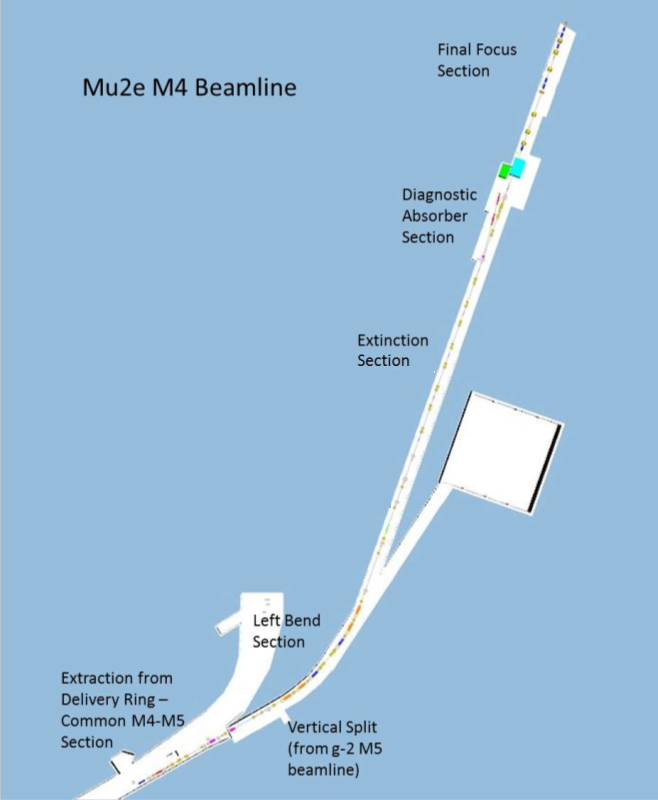 Final Focus
Section
Mu2e M4 Beamline
Diagnostic
Absorber
Section
Extinction
Section
Left Bend
Section
Extraction from
Delivery Ring –
Common M4-M5
Section
Vertical Split
(from g-2 M5
beamline)